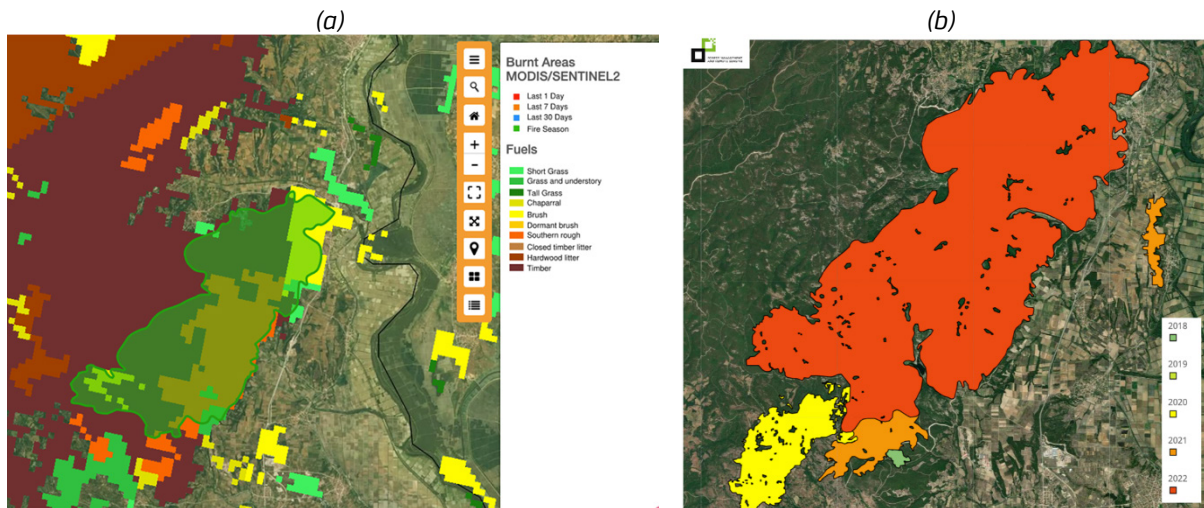 (a)
Burnt Areas
MODIS/SENTINEL2
Last 1 Day
Last 7 Days
Last 30 Days
Fire Season
Fuels
Short Grass
Grass and understory
Tall Grass
Chaparral
Brush
Dormant brush
Southern rough
Closed timber litter
Hardwood litter
Timber
(b)
2018
2019
2020
2021
2022